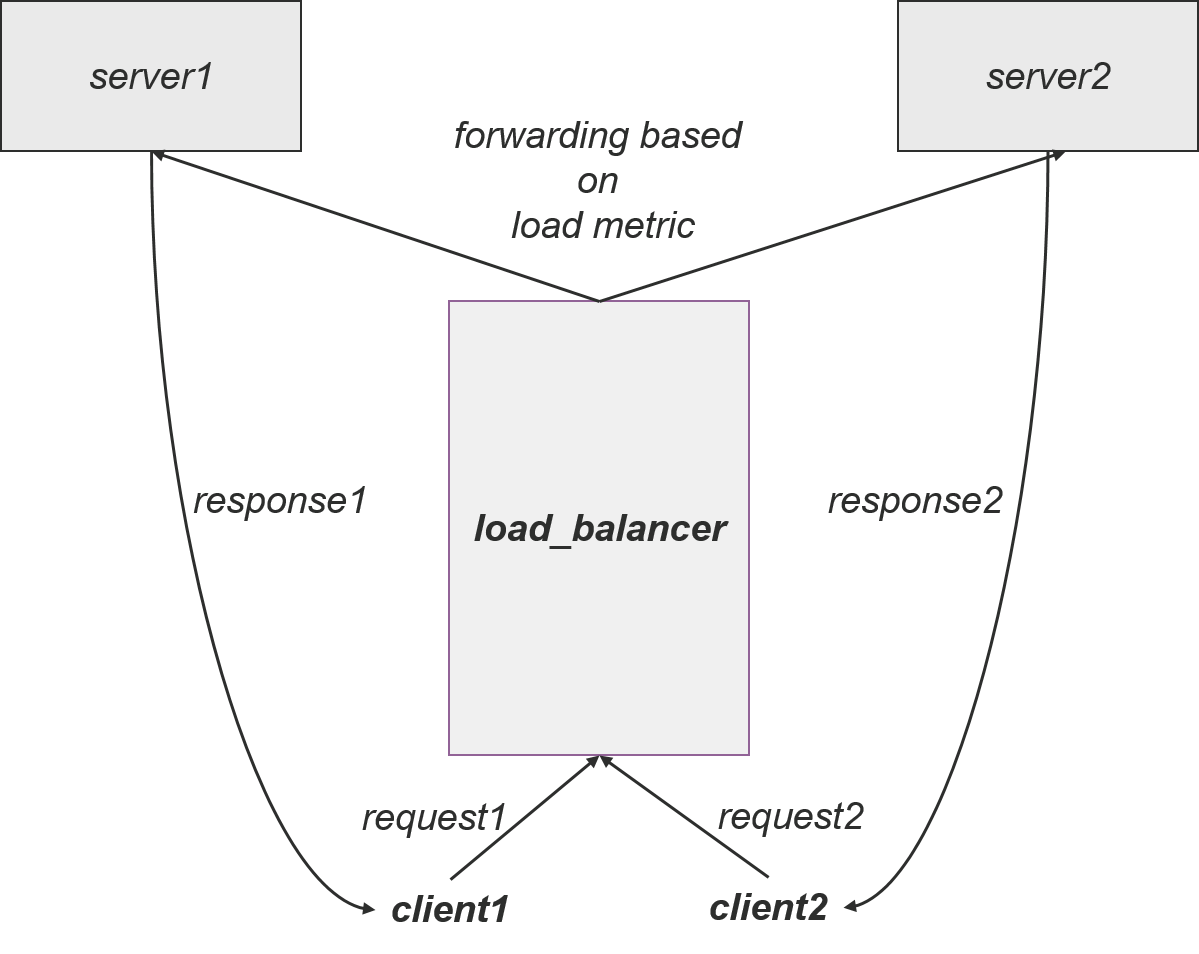 server1
server2
forwarding based
on
load metric
response1
load_balancer
response2
request1
request2
client1
client2